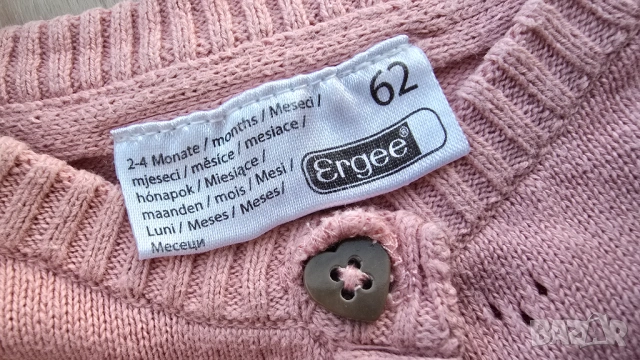 62
2-4 Monate / months / Meseci /
mjeseci / měsíce / mesiace /
hónapok / Miesiące /
maanden / mois / Mesi /
Luni / Meses / Meses/
Месеци
Ergee®
BAZAR